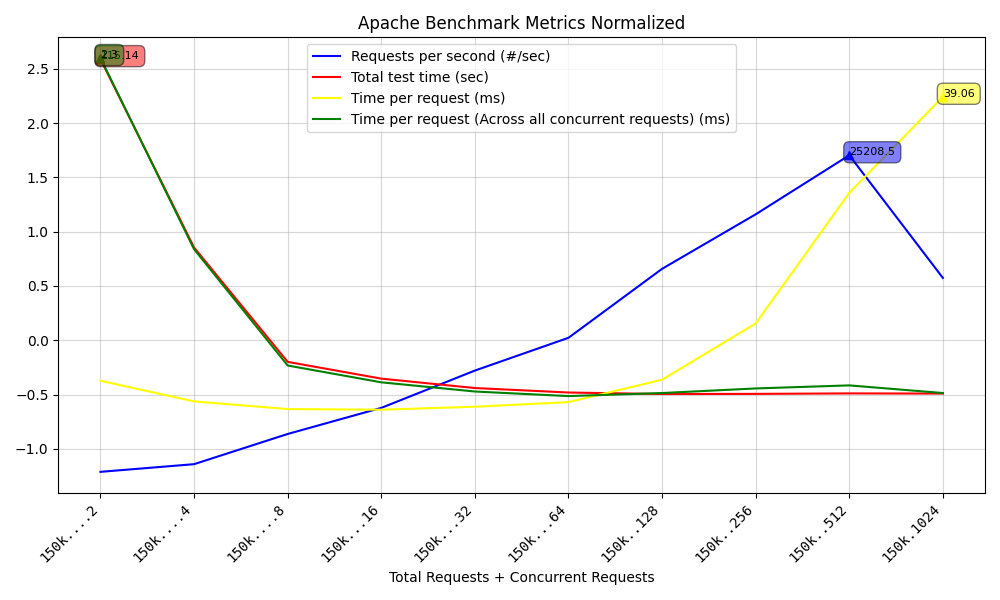 Apache Benchmark Metrics Normalized
Requests per second (#/sec)
Total test time (sec)
Time per request (ms)
Time per request (Across all concurrent requests) (ms)
2.3
39.06
25208.5
2.5
2.0
1.5
1.0
0.5
0.0
−0.5
−1.0
150k....2
150k....4
150k....8
150k...16
150k...32
150k...64
150k..128
150k..256
150k..512
150k.1024
Total Requests + Concurrent Requests